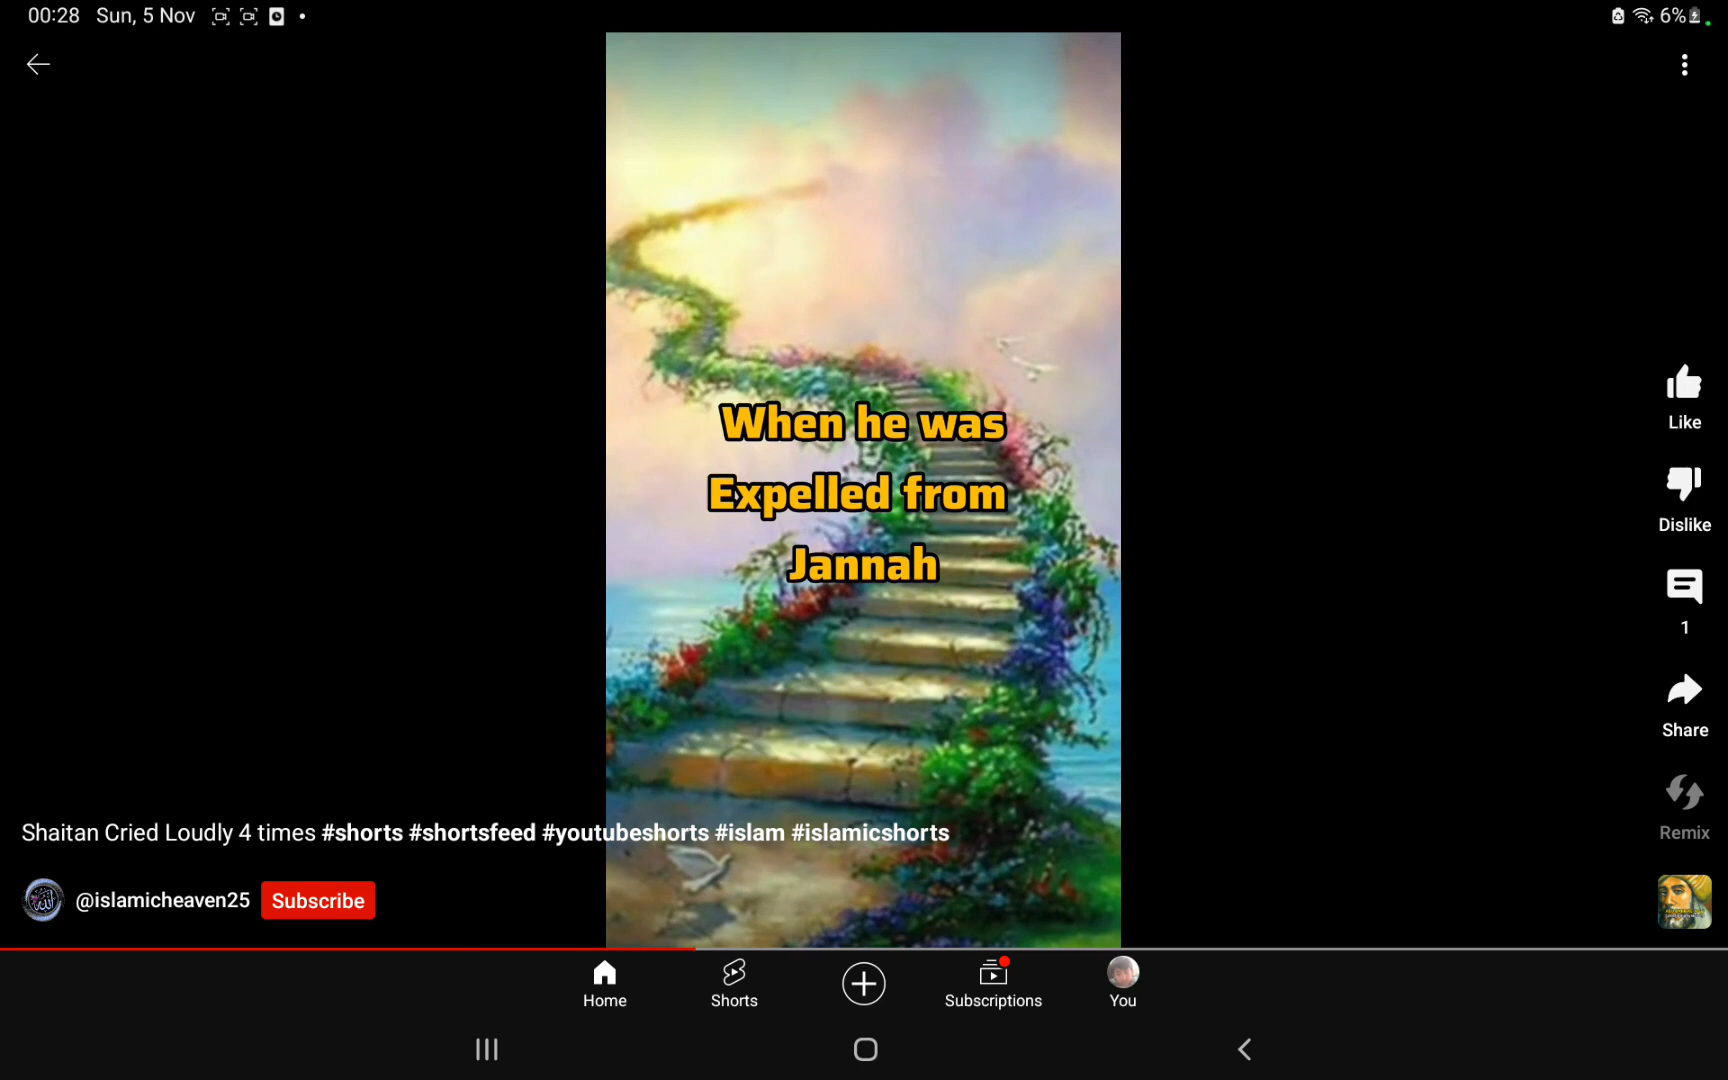 00:28 Sun, 5 Nov
6%
When he was
Expelled from
Jannah
Like
Dislike
1
Share
Remix
Shaitan Cried Loudly 4 times #shorts #shortsfeed #youtubeshorts #islam #islamicshorts
@islamicheaven25 Subscribe
Home Shorts Subscriptions You